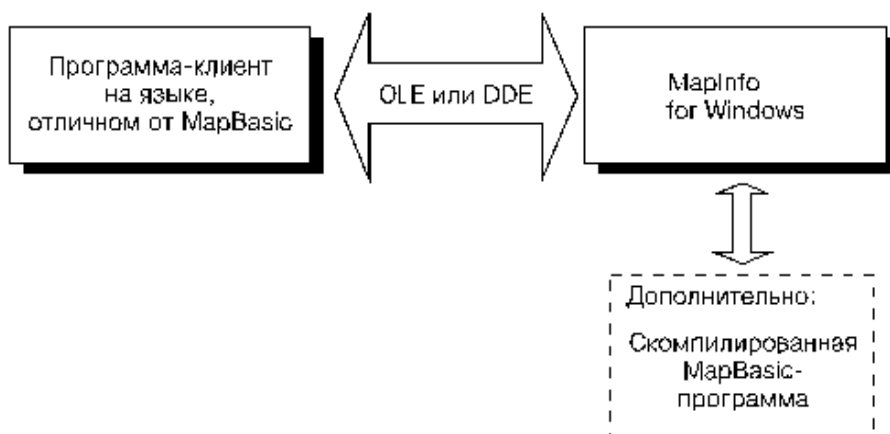 Программа-клиент
на языке,
отличном от MapBasic
OLE или DDE
MapInfo
for Windows
Дополнительно:
Скомпилированная
MapBasic-
программа